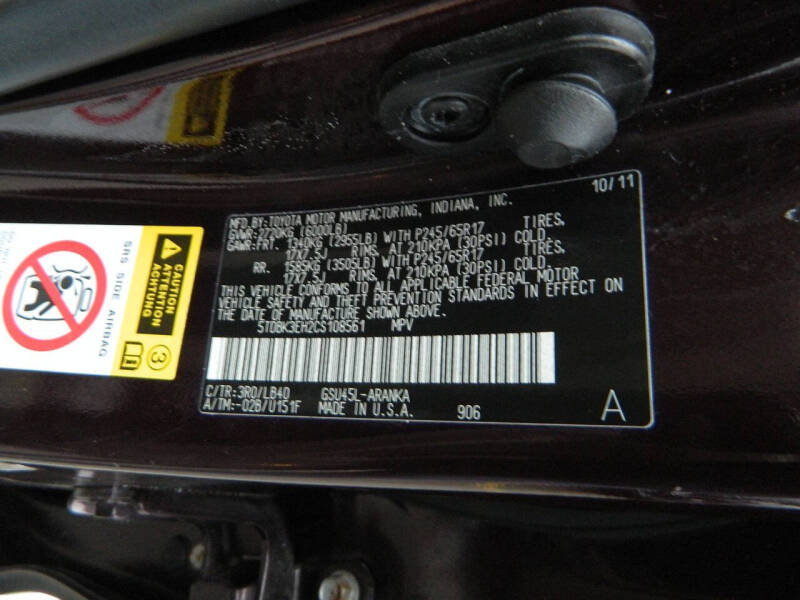 10/11
MFD.BY:TOYOTA MOTOR MANUFACTURING, INDIANA, INC.
GVWR:2720KG (6000LB)
GAWR:FRT. 1340KG (2955LB) WITH P245/65R17 TIRES,
17X7.5J RIMS, AT 210KPA (30PSI) COLD
RR. 1589KG (3505LB) WITH P245/65R17 TIRES,
17X7.5J RIMS, AT 210KPA (30PSI) COLD.
THIS VEHICLE CONFORMS TO ALL APPLICABLE FEDERAL MOTOR
VEHICLE SAFETY AND THEFT PREVENTION STANDARDS IN EFFECT ON
THE DATE OF MANUFACTURE SHOWN ABOVE.
5TDBK3EH2CS108561 MPV
C/TR:3R0/LB40 GSU45L-ARANKA
A/TM:-02B/U151F MADE IN U.S.A. 906 A
SRS SIDE AIRBAG
CAUTION
ATTENTION
ACHTUNG
3